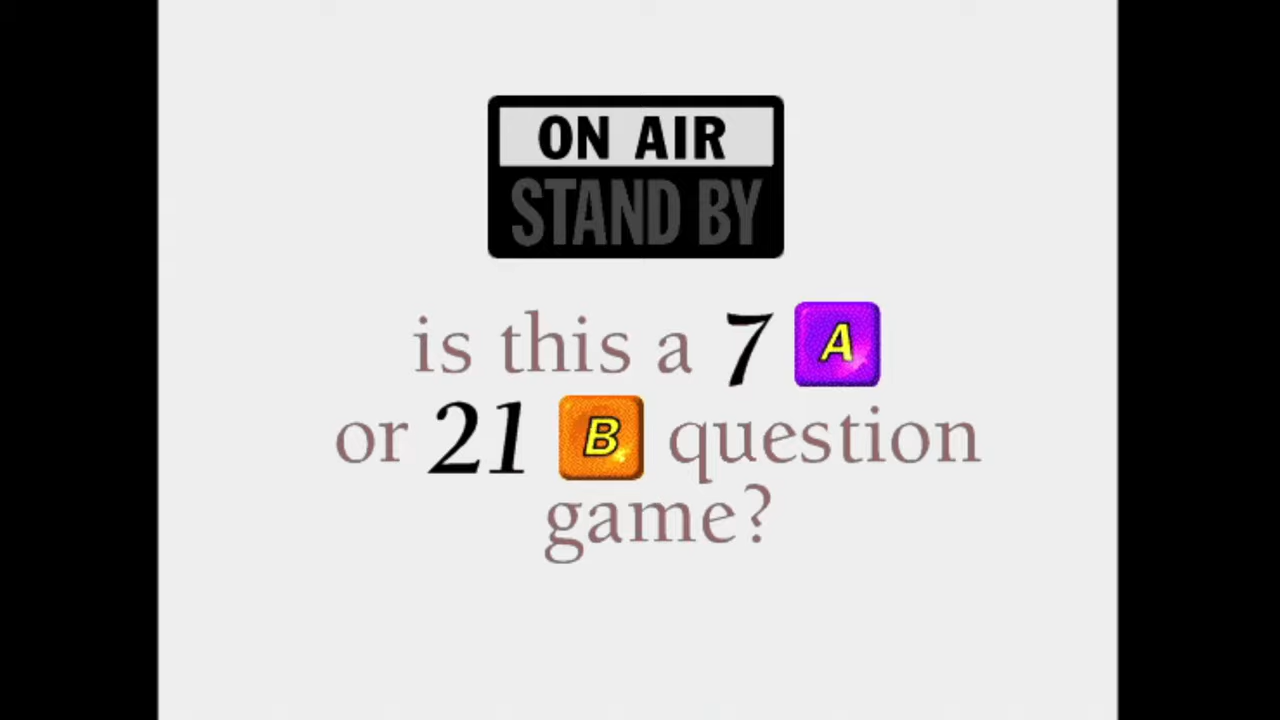 ON AIR
STAND BY
is this a 7 A
or 21 B question
game?